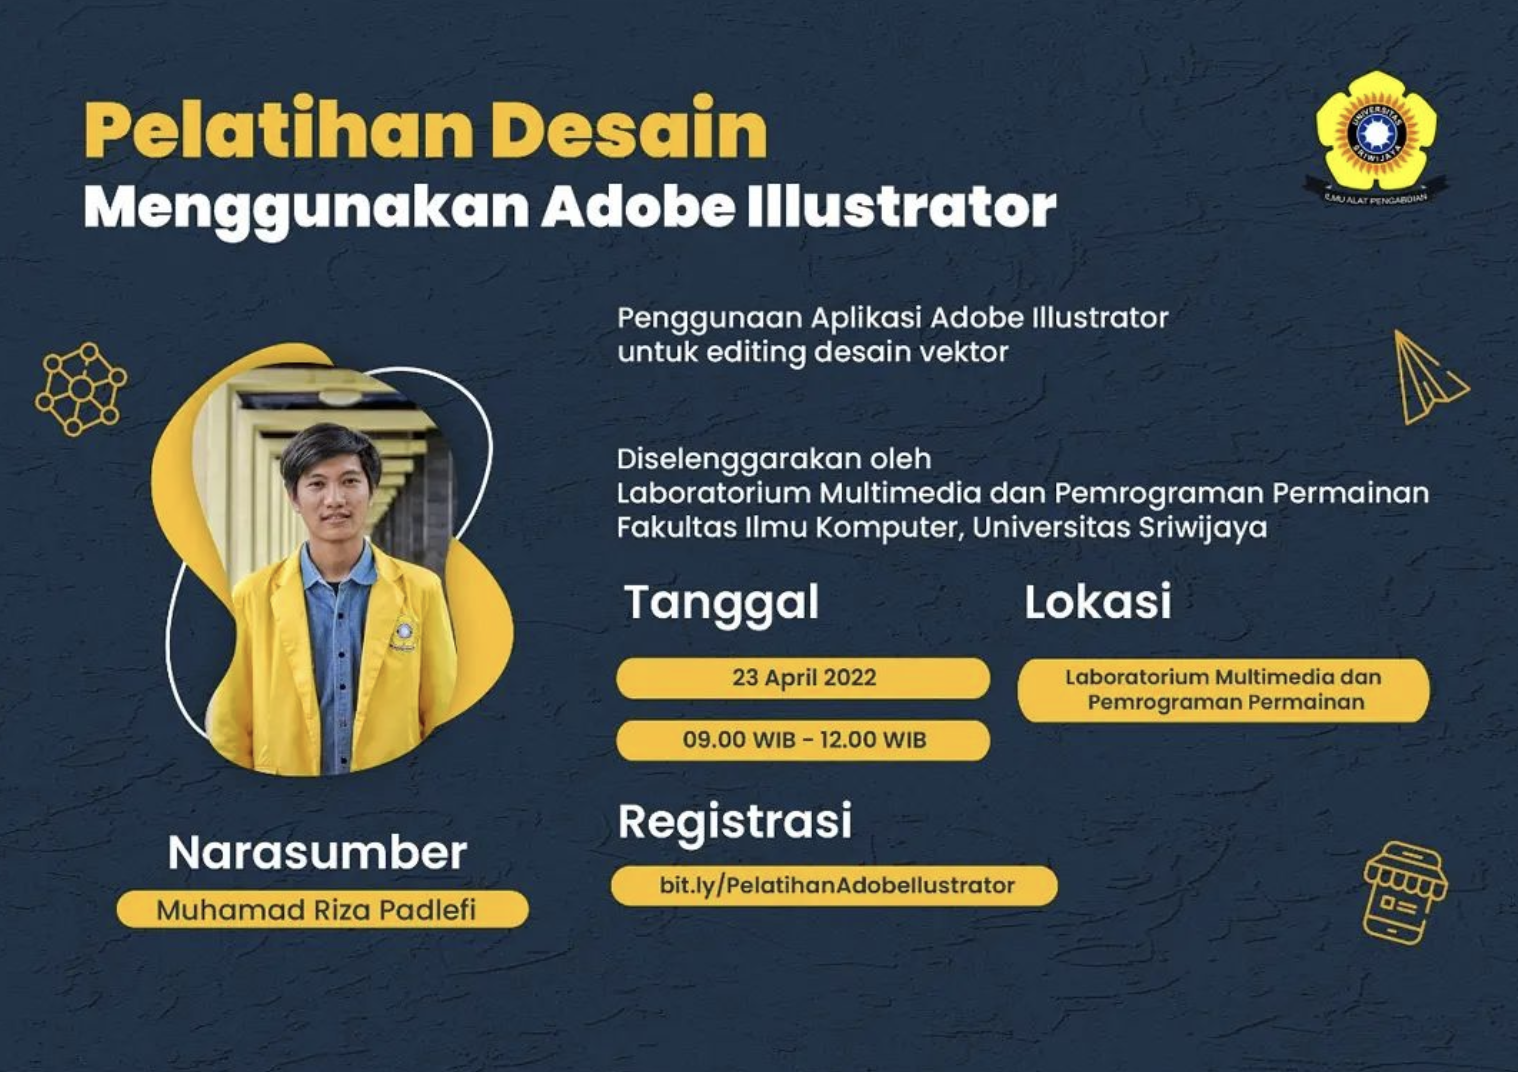 Pelatihan Desain
Menggunakan Adobe Illustrator
UNIVERSITAS
SRIWIJAYA
ILMU ALAT PENGABDIAN
Penggunaan Aplikasi Adobe Illustrator
untuk editing desain vektor
Diselenggarakan oleh
Laboratorium Multimedia dan Pemrograman Permainan
Fakultas Ilmu Komputer, Universitas Sriwijaya
Tanggal
23 April 2022
09.00 WIB - 12.00 WIB
Lokasi
Laboratorium Multimedia dan
Pemrograman Permainan
Registrasi
bit.ly/PelatihanAdobeIlustrator
Narasumber
Muhamad Riza Padlefi